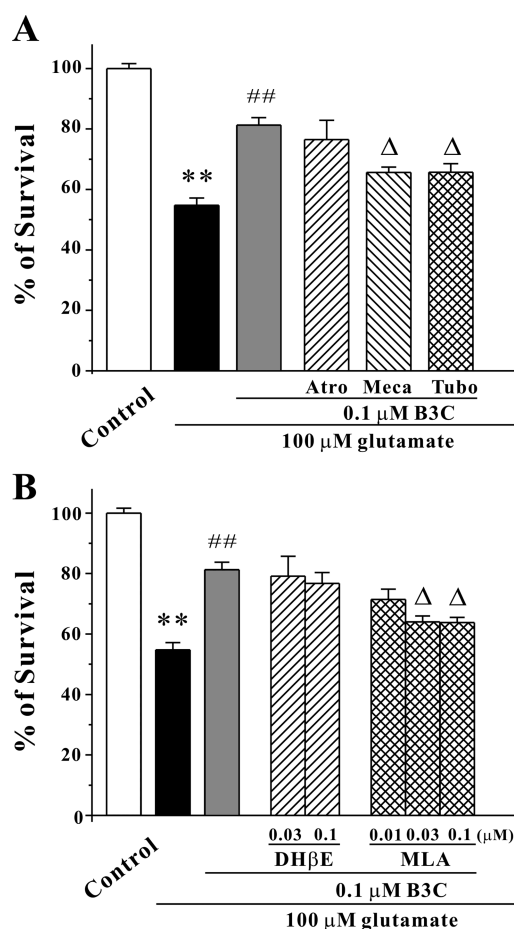 A
% of Survival
100
80
60
40
20
0
**
##
Δ
Δ
Atro Meca Tubo
Control
0.1 μM B3C
100 μM glutamate
B
% of Survival
100
80
60
40
20
0
**
##
Δ
Δ
0.03 0.1 0.01 0.03 0.1 (μM)
DHβE MLA
Control
0.1 μM B3C
100 μM glutamate